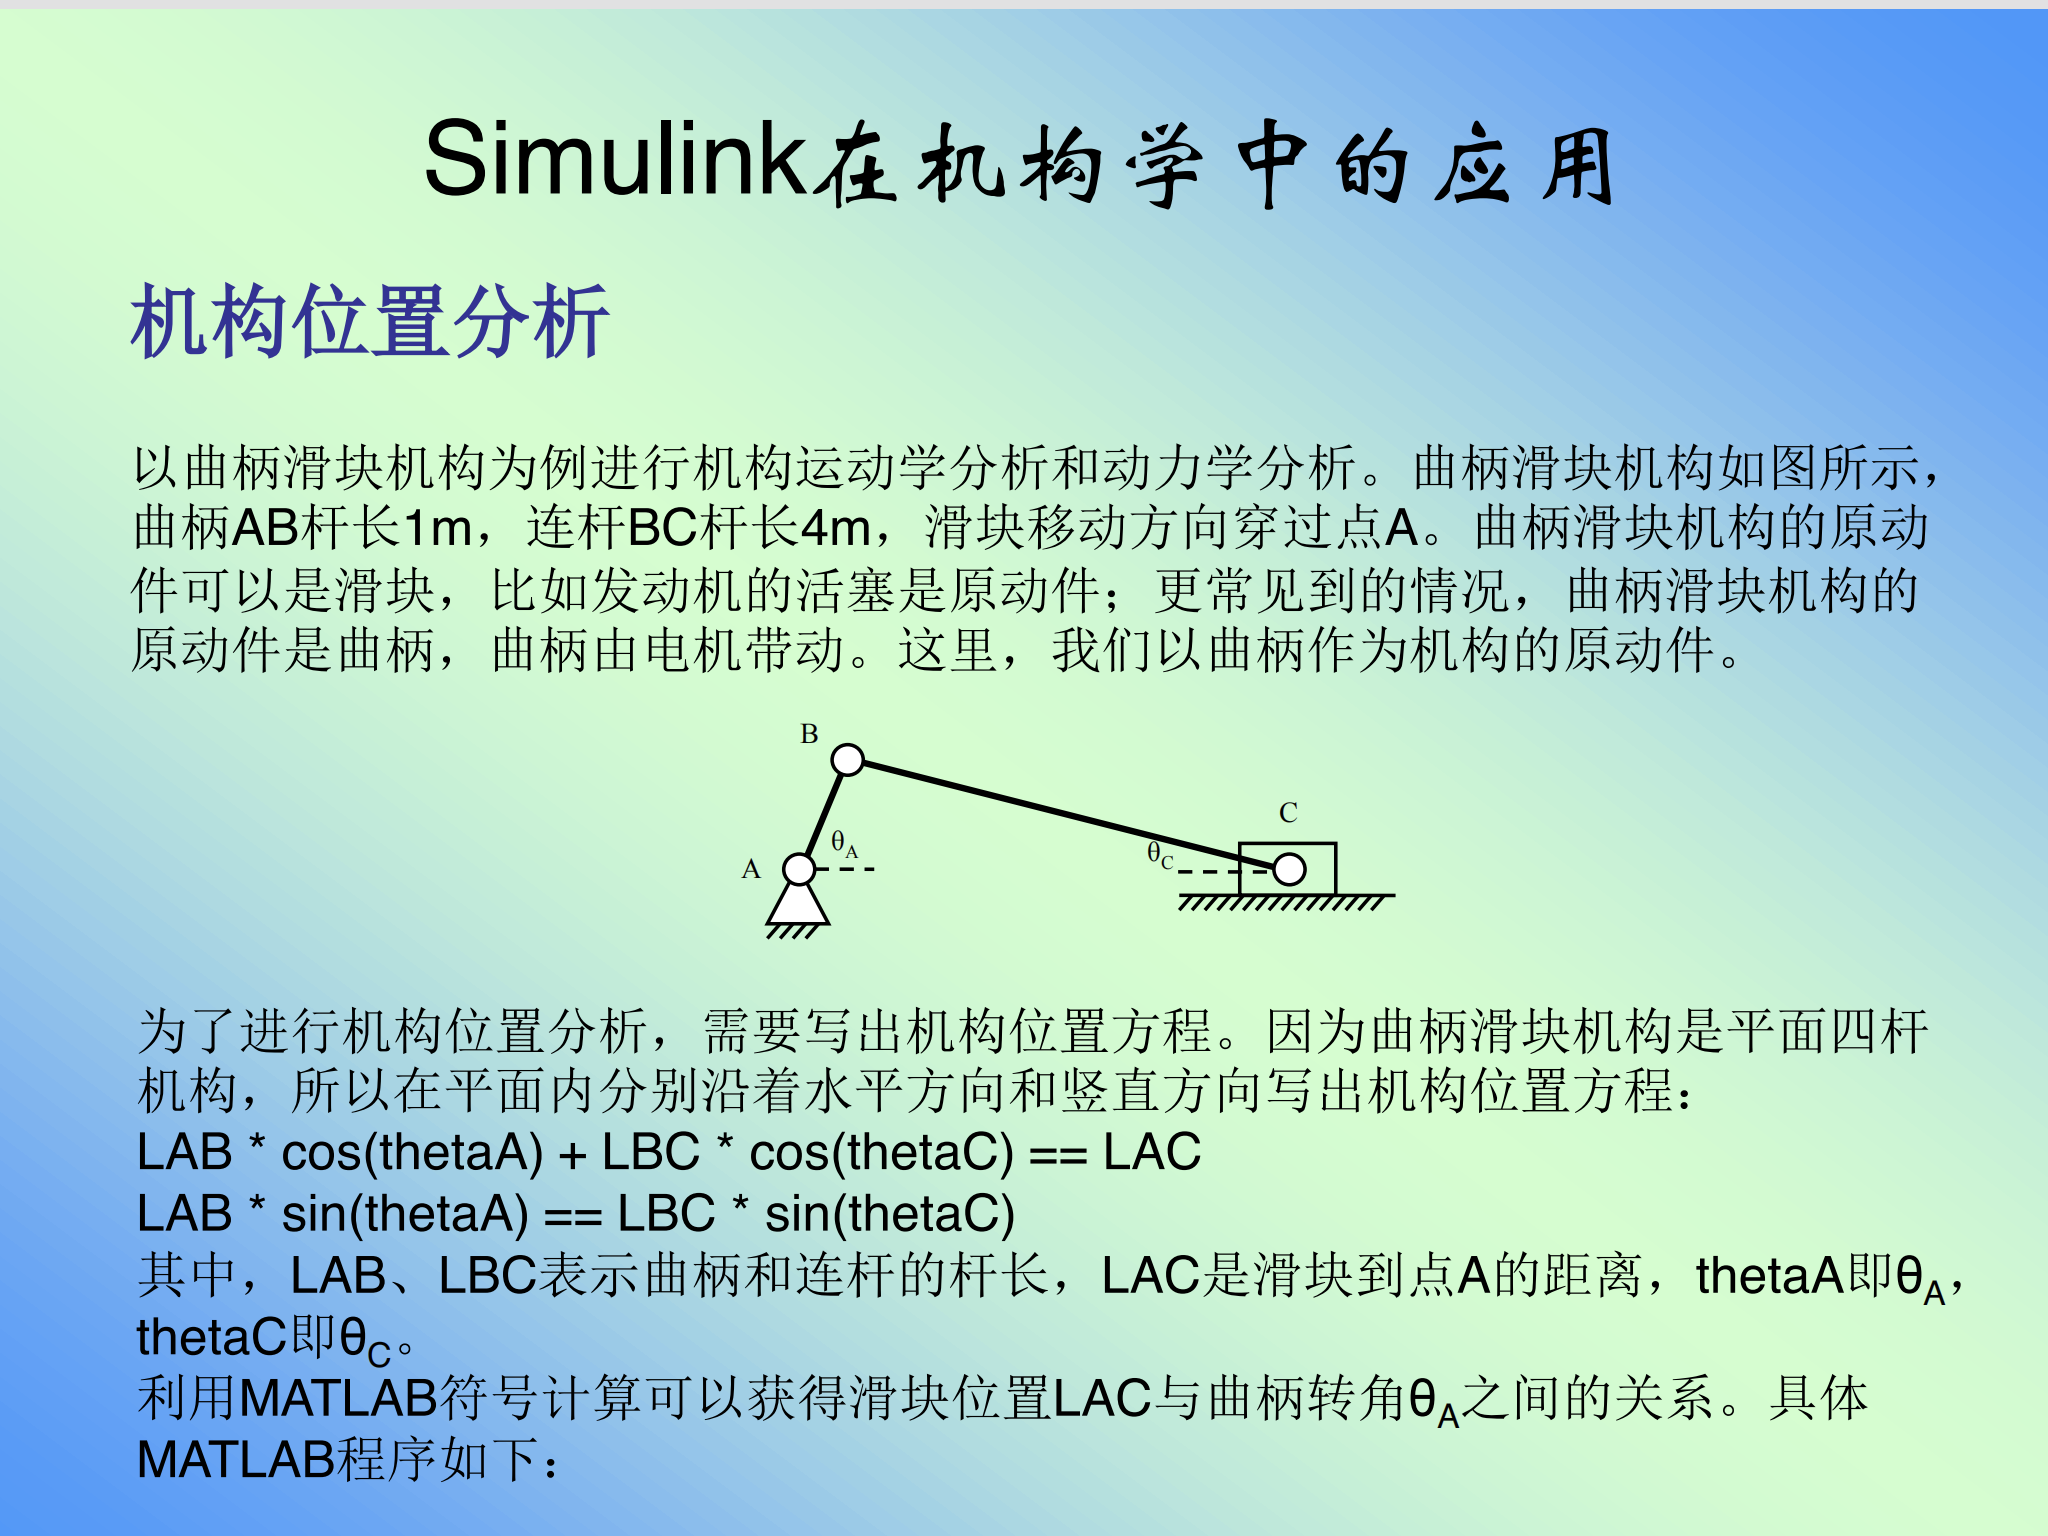 Simulink在机构学中的应用
机构位置分析
以曲柄滑块机构为例进行机构运动学分析和动力学分析。曲柄滑块机构如图所示，
曲柄AB杆长1m，连杆BC杆长4m，滑块移动方向穿过点A。曲柄滑块机构的原动
件可以是滑块，比如发动机的活塞是原动件；更常见到的情况，曲柄滑块机构的
原动件是曲柄，曲柄由电机带动。这里，我们以曲柄作为机构的原动件。
B
C
θA
θC
A
为了进行机构位置分析，需要写出机构位置方程。因为曲柄滑块机构是平面四杆
机构，所以在平面内分别沿着水平方向和竖直方向写出机构位置方程：
LAB * cos(thetaA) + LBC * cos(thetaC) == LAC
LAB * sin(thetaA) == LBC * sin(thetaC)
其中，LAB、LBC表示曲柄和连杆的杆长，LAC是滑块到点A的距离，thetaA即θA，
thetaC即θC。
利用MATLAB符号计算可以获得滑块位置LAC与曲柄转角θA之间的关系。具体
MATLAB程序如下：